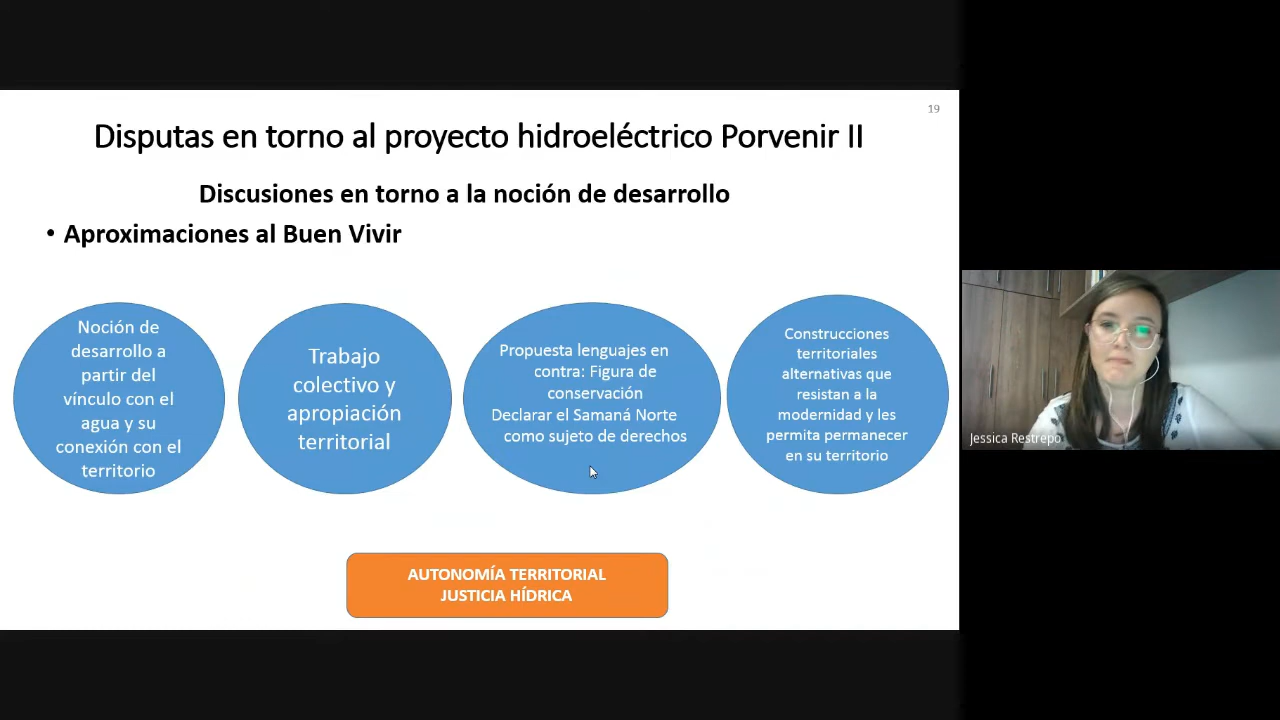 19
Disputas en torno al proyecto hidroeléctrico Porvenir II
Discusiones en torno a la noción de desarrollo
• Aproximaciones al Buen Vivir
Noción de
desarrollo a
partir del
vínculo con el
agua y su
conexión con el
territorio
Trabajo
colectivo y
apropiación
territorial
Propuesta lenguajes en
contra: Figura de
conservación
Declarar el Samaná Norte
como sujeto de derechos
Construcciones
territoriales
alternativas que
resistan a la
modernidad y les
permita permanecer
en su territorio
AUTONOMÍA TERRITORIAL
JUSTICIA HÍDRICA
Jessica Restrepo